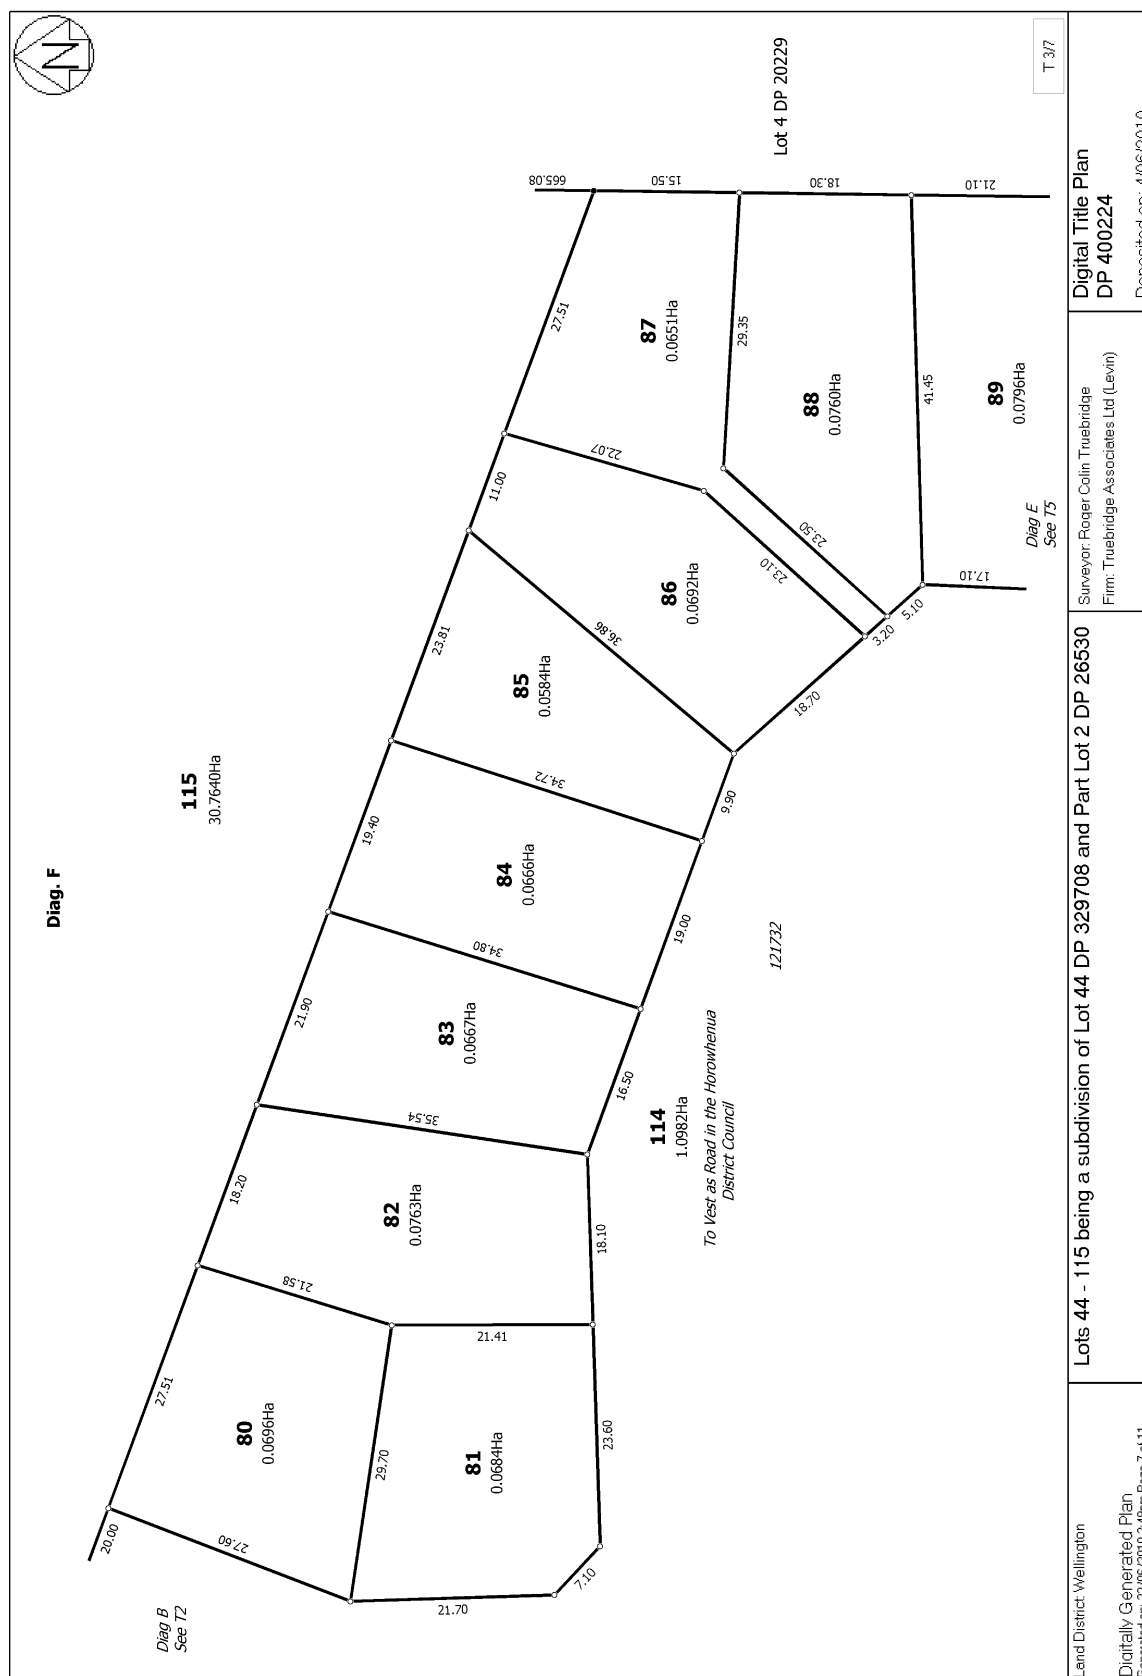 N
T 3/7
Diag. F
Lot 4 DP 20229
115
30.7640Ha
665.08
15.50
18.30
21.10
27.51
87
0.0651Ha
29.35
88
0.0760Ha
41.45
89
0.0796Ha
22.07
11.00
23.50
23.10
Diag E
See T5
17.10
5.10
3.20
86
0.0692Ha
36.86
18.70
23.81
85
0.0584Ha
34.72
9.90
19.40
84
0.0666Ha
19.00
34.80
121732
21.90
83
0.0667Ha
16.50
35.54
114
1.0982Ha
To Vest as Road in the Horowhenua
District Council
18.20
82
0.0763Ha
18.10
21.58
21.41
27.51
80
0.0696Ha
29.70
81
0.0684Ha
23.60
20.00
27.60
21.70
7.10
Diag B
See T2
Land District: Wellington
Digitally Generated Plan
Lots 44 - 115 being a subdivision of Lot 44 DP 329708 and Part Lot 2 DP 26530
Surveyor: Roger Colin Truebridge
Firm: Truebridge Associates Ltd (Levin)
Digital Title Plan
DP 400224
Deposited on: 4/06/2010